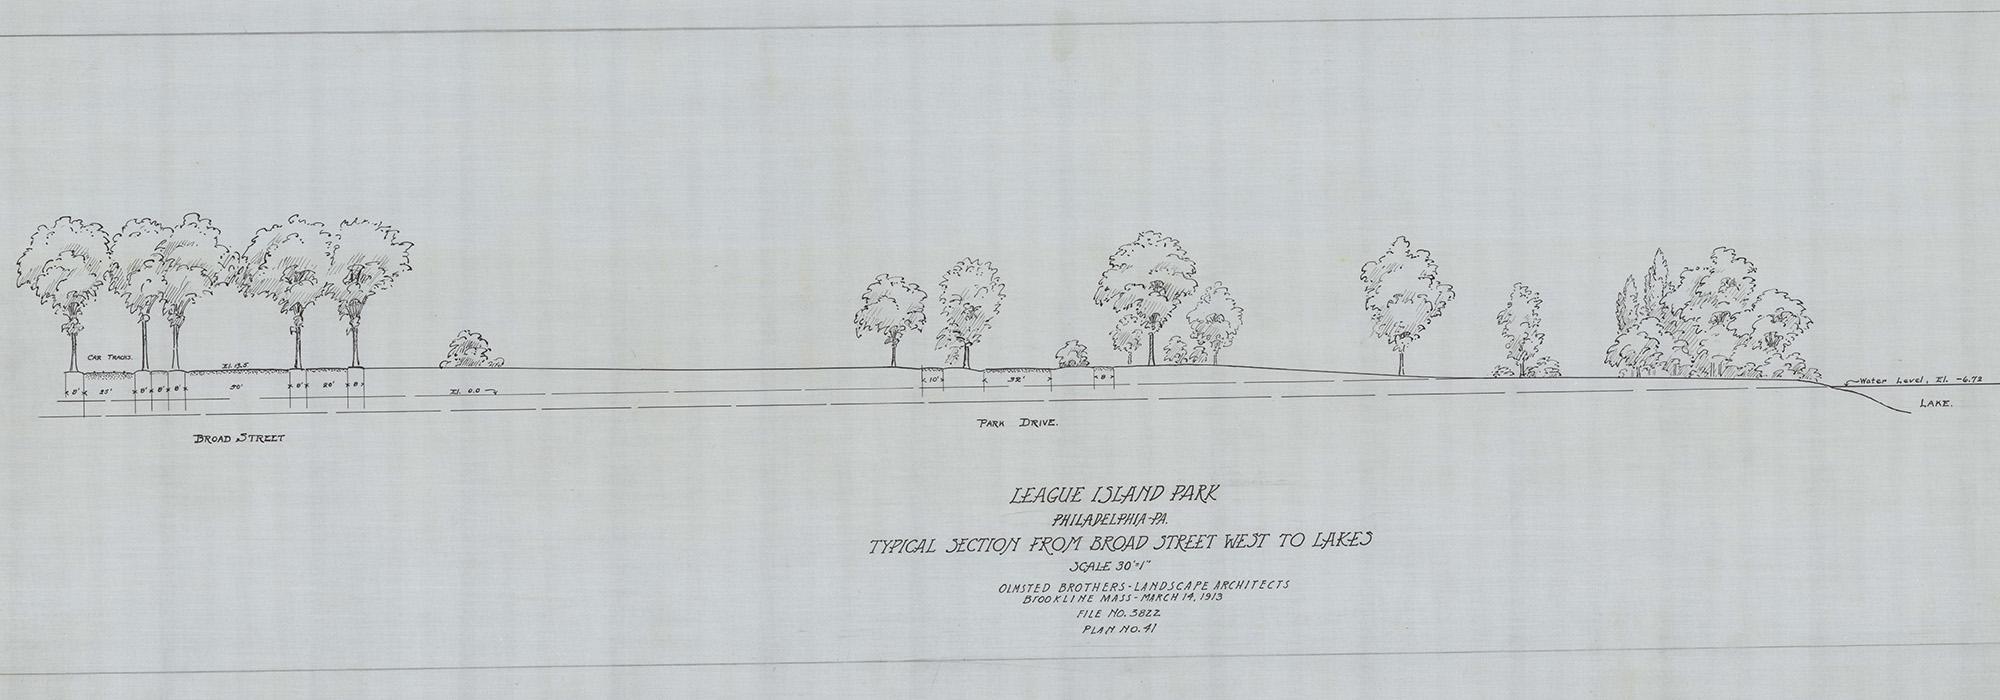 CAR TRACKS.
El. 13.5
8' 25' 8' 8' 8' 50' 8' 20' 8'
El. 0.0
10' 32' 8'
Water Level, El. -6.72
LAKE.
BROAD STREET
PARK DRIVE.
LEAGUE ISLAND PARK
PHILADELPHIA-PA.
TYPICAL SECTION FROM BROAD STREET WEST TO LAKES
SCALE 30'=1"
OLMSTED BROTHERS-LANDSCAPE ARCHITECTS
BROOKLINE MASS-MARCH 14, 1913
FILE NO. 3822
PLAN NO. 41